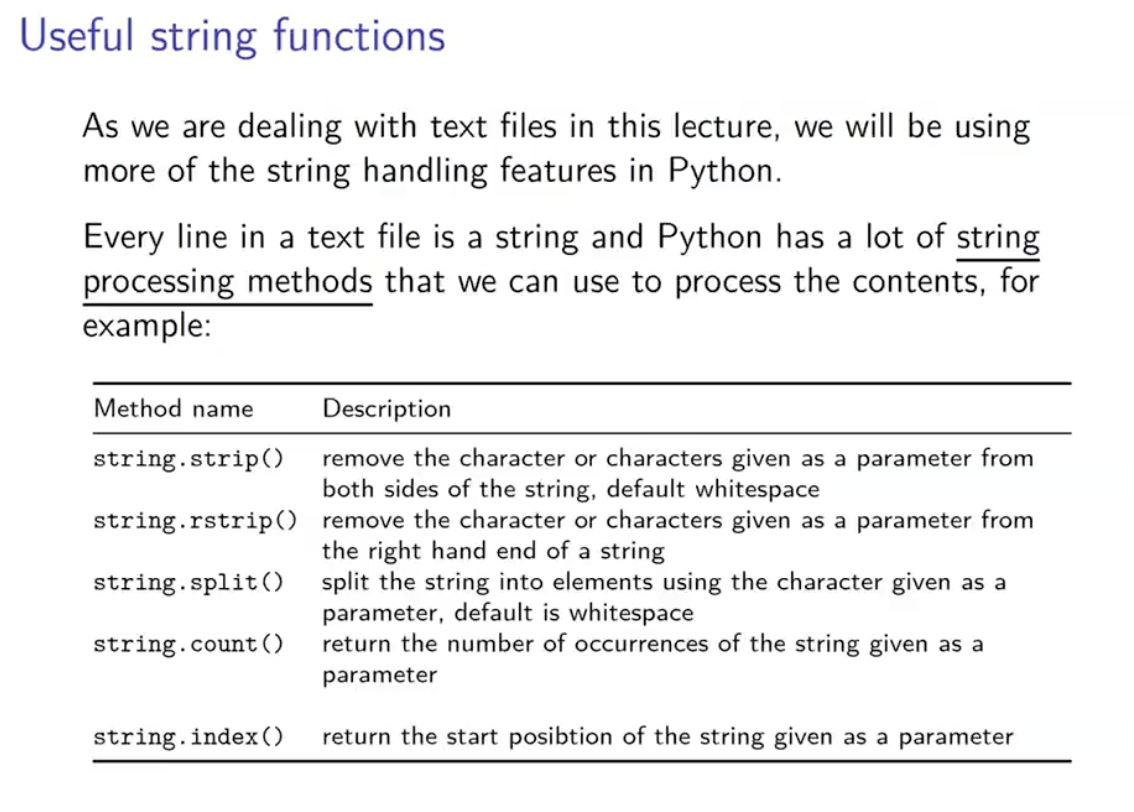 Useful string functions
As we are dealing with text files in this lecture, we will be using
more of the string handling features in Python.
Every line in a text file is a string and Python has a lot of string
processing methods that we can use to process the contents, for
example:
Method name Description
string.strip() remove the character or characters given as a parameter from
both sides of the string, default whitespace
string.rstrip() remove the character or characters given as a parameter from
the right hand end of a string
string.split() split the string into elements using the character given as a
parameter, default is whitespace
string.count() return the number of occurrences of the string given as a
parameter
string.index() return the start posibtion of the string given as a parameter